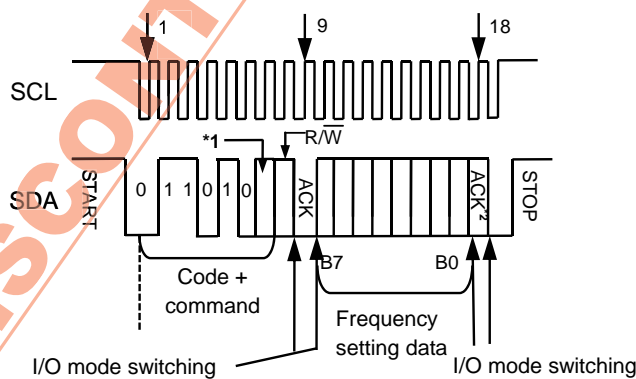 1 9 18
SCL
*1 R/W
SDA START 0 1 1 0 1 0 ACK ACK*2 STOP
B7 B0
Code +
command
Frequency
setting data
I/O mode switching I/O mode switching